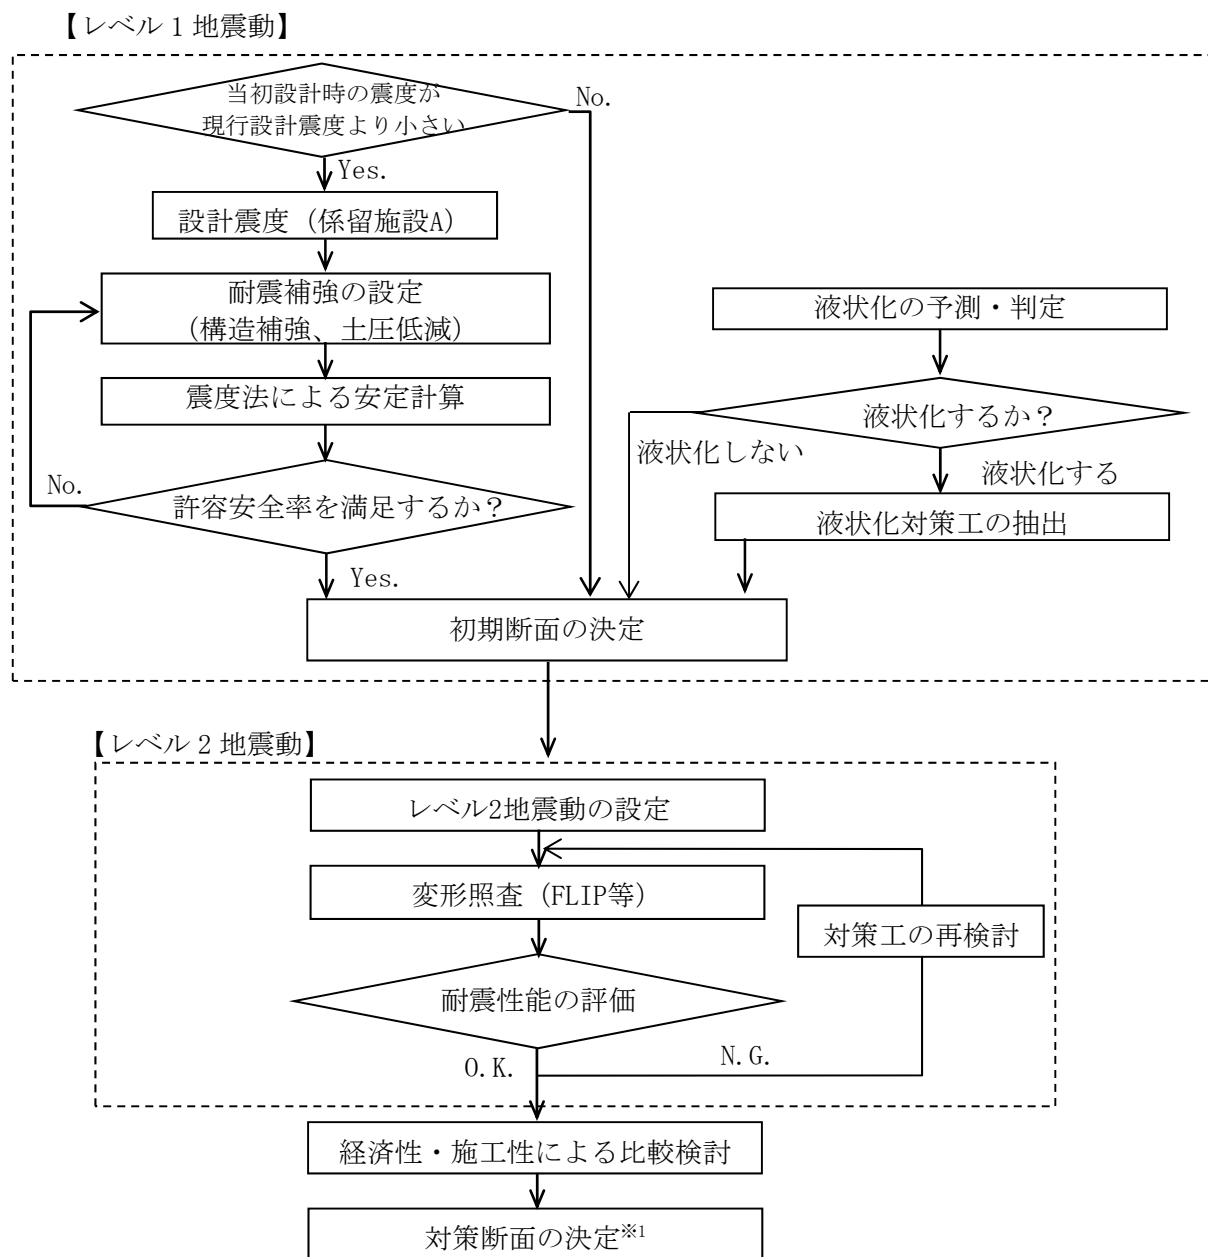 【レベル１地震動】
当初設計時の震度が
現行設計震度より小さい
No.
Yes.
設計震度（係留施設A）
耐震補強の設定
（構造補強、土圧低減）
震度法による安定計算
No.
許容安全率を満足するか？
Yes.
液状化の予測・判定
液状化するか？
液状化しない
液状化する
液状化対策工の抽出
初期断面の決定
【レベル２地震動】
レベル2地震動の設定
変形照査（FLIP等）
対策工の再検討
耐震性能の評価
O.K.
N.G.
経済性・施工性による比較検討
対策断面の決定※1